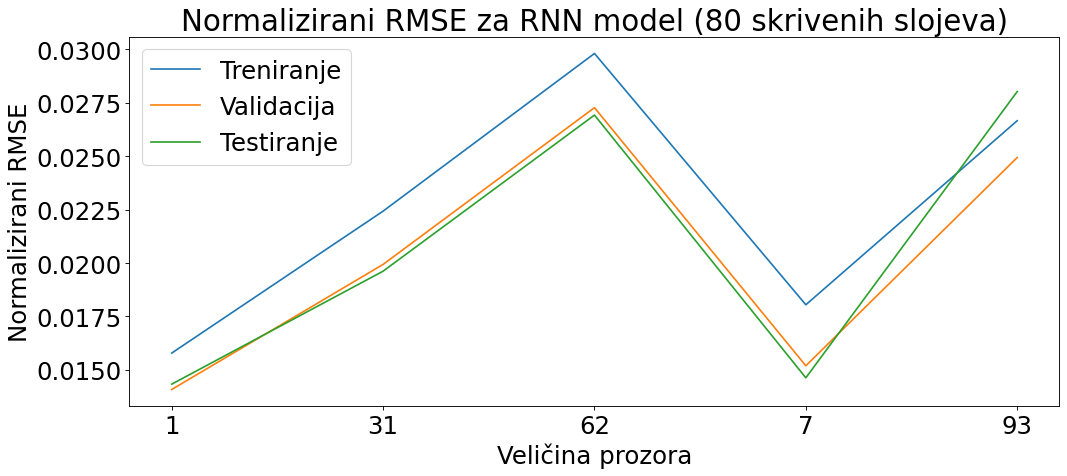 Normalizirani RMSE za RNN model (80 skrivenih slojeva)
Treniranje
Validacija
Testiranje
Normalizirani RMSE
0.0300
0.0275
0.0250
0.0225
0.0200
0.0175
0.0150
1 31 62 7 93
Veličina prozora